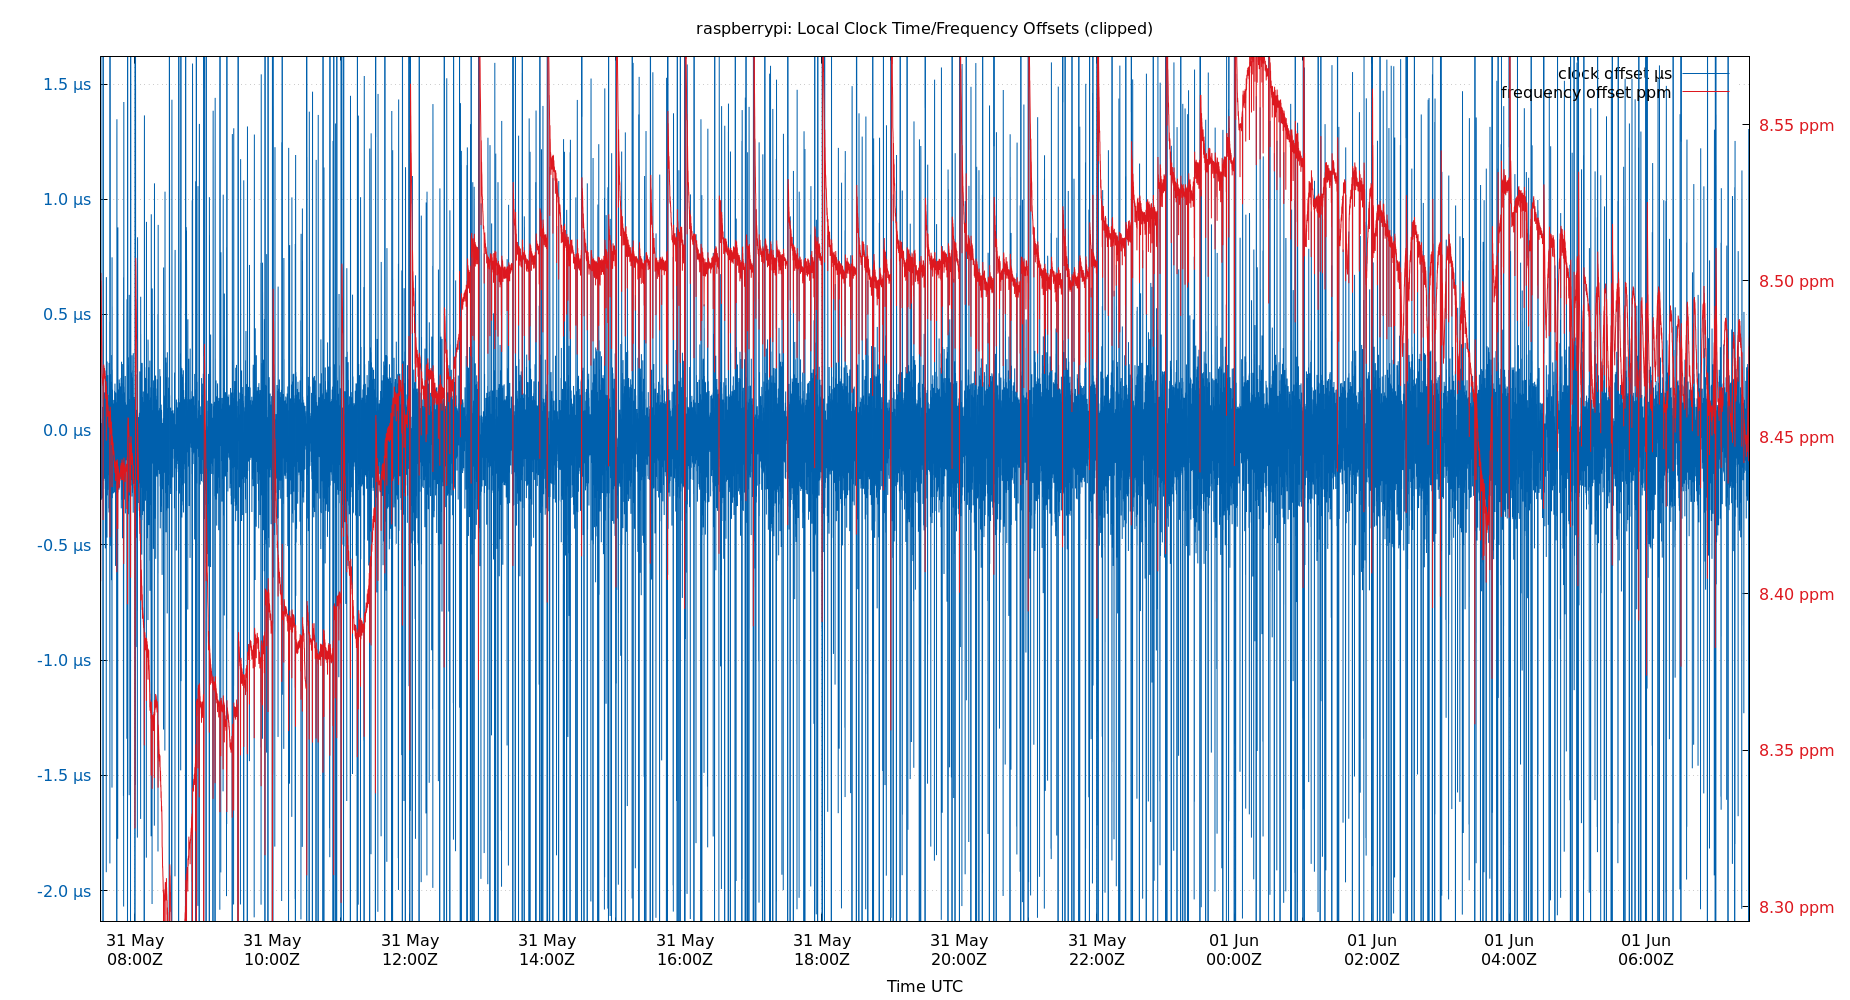 raspberrypi: Local Clock Time/Frequency Offsets (clipped)
clock offset µs
frequency offset ppm
1.5 µs
1.0 µs
0.5 µs
0.0 µs
-0.5 µs
-1.0 µs
-1.5 µs
-2.0 µs
8.55 ppm
8.50 ppm
8.45 ppm
8.40 ppm
8.35 ppm
8.30 ppm
31 May 31 May 31 May 31 May 31 May 31 May 31 May 31 May 01 Jun 01 Jun 01 Jun 01 Jun
08:00Z 10:00Z 12:00Z 14:00Z 16:00Z 18:00Z 20:00Z 22:00Z 00:00Z 02:00Z 04:00Z 06:00Z
Time UTC